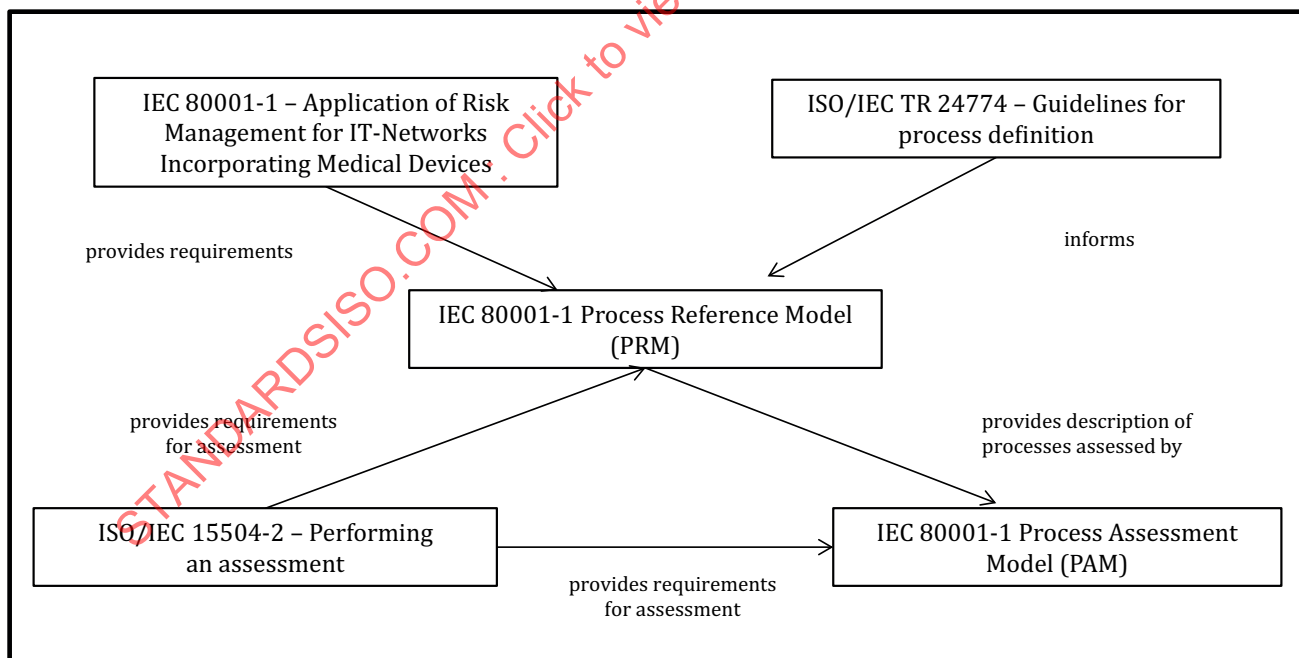 IEC 80001-1 – Application of Risk
Management for IT-Networks
Incorporating Medical Devices
ISO/IEC TR 24774 – Guidelines for
process definition
provides requirements
informs
IEC 80001-1 Process Reference Model
(PRM)
provides requirements
for assessment
provides description of
processes assessed by
ISO/IEC 15504-2 – Performing
an assessment
IEC 80001-1 Process Assessment
Model (PAM)
provides requirements
for assessment
STANDARDSISO.COM : Click to vie